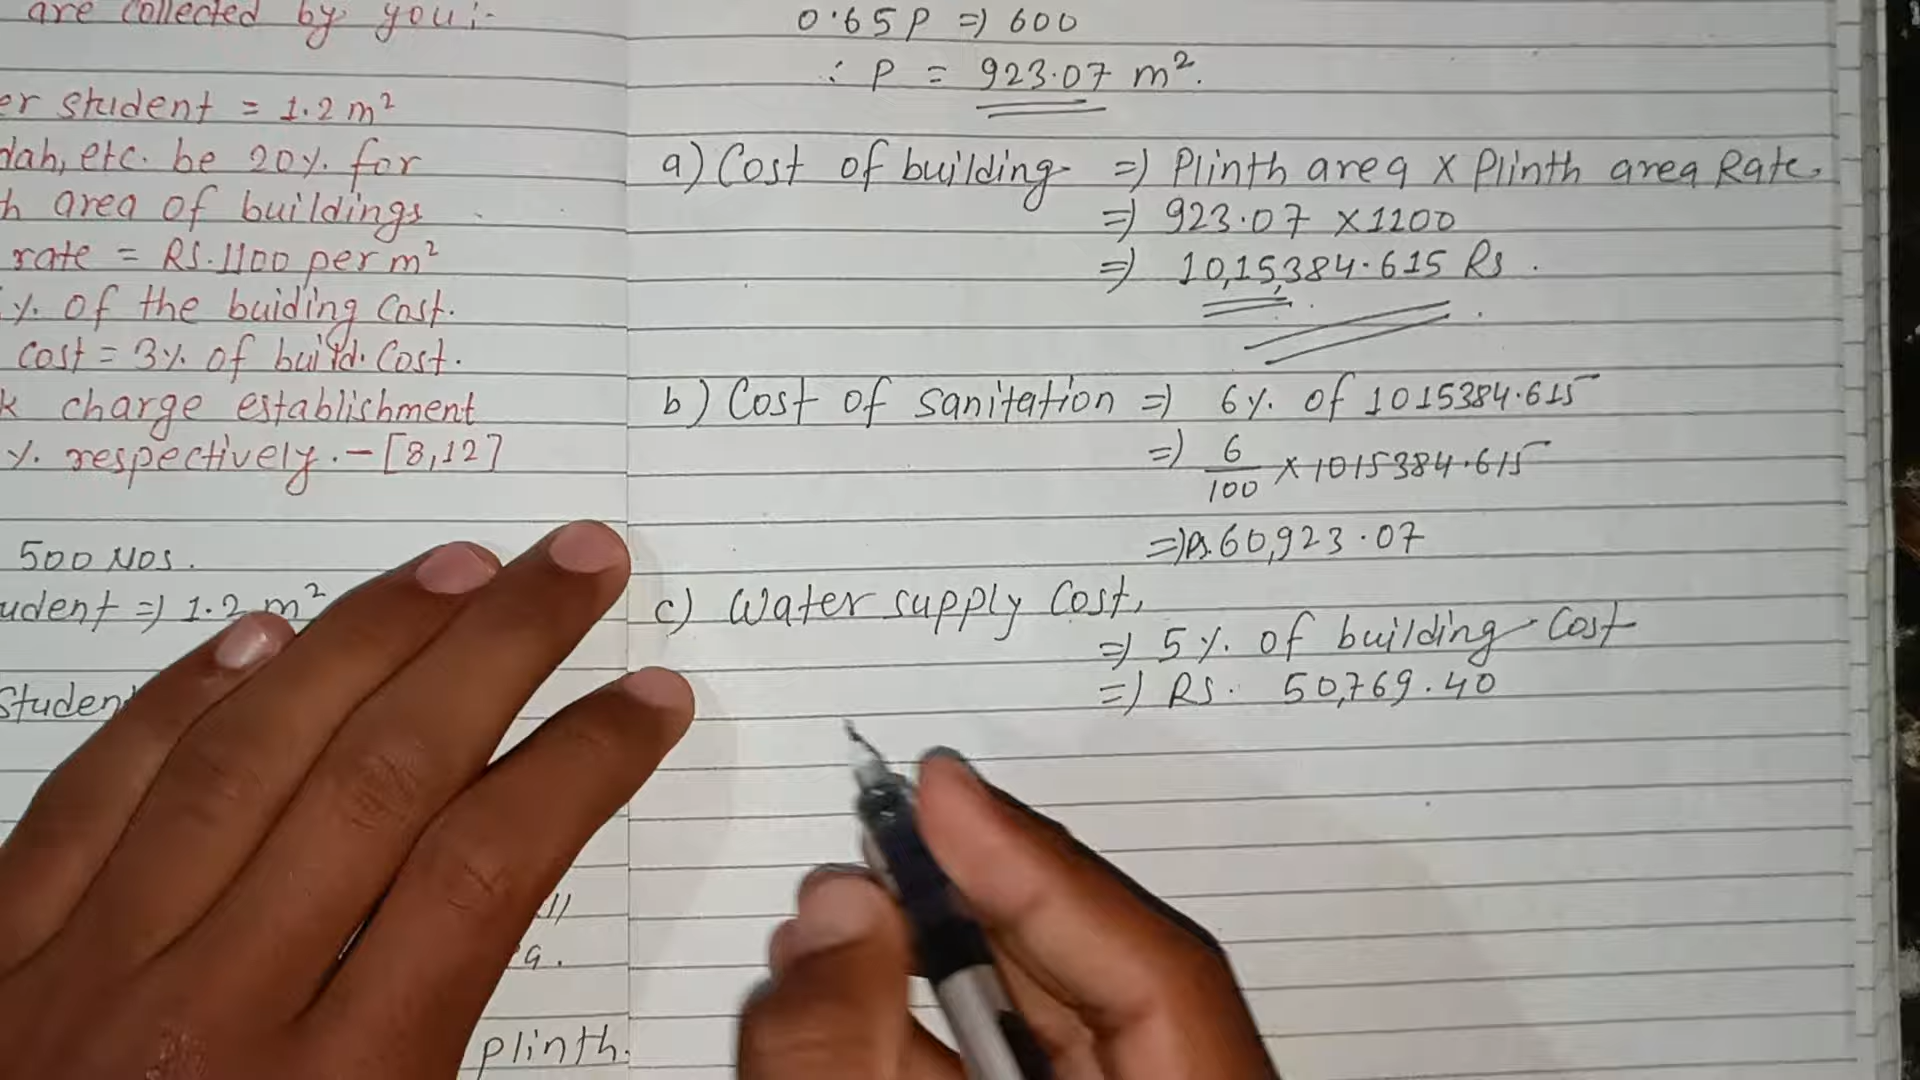 are collected by you:-
er student = 1.2 m²
dah, etc. be 20%. for
h area of buildings
rate = RS. 1100 per m²
%. of the buiding Cost.
cost = 3%. of build. Cost.
k charge establishment
%. respectively. - [8,12]
500 NOS.
udent => 1.2 m²
Studen
plinth.
0.65 P => 600
∴ P = 923.07 m².
a) Cost of building => Plinth area x Plinth area Rate.
=> 923.07 x 1100
=> 10,15,384.615 Rs.
b) Cost of sanitation => 6%. of 1015384.615
=> 6/100 x 1015384.615
=> Rs. 60,923.07
c) Water supply Cost,
=> 5%. of building Cost
=> RS. 50,769.40